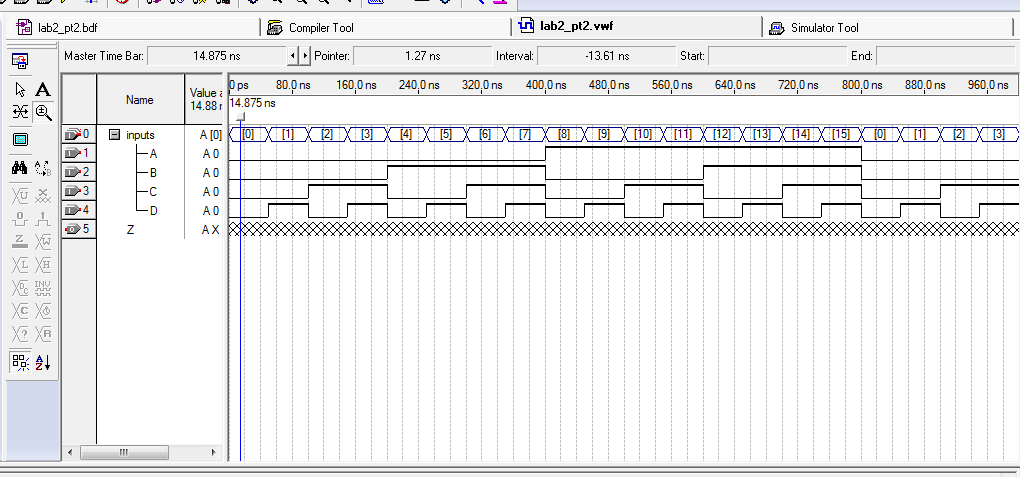 lab2_pt2.bdf Compiler Tool lab2_pt2.vwf Simulator Tool
Master Time Bar: 14.875 ns Pointer: 1.27 ns Interval: -13.61 ns Start: End:
Name Value a 14.88 r
0 ps 80.0 ns 160.0 ns 240.0 ns 320.0 ns 400.0 ns 480.0 ns 560.0 ns 640.0 ns 720.0 ns 800.0 ns 880.0 ns 960.0 ns
14.875 ns
0 inputs A [0] [0] [1] [2] [3] [4] [5] [6] [7] [8] [9] [10] [11] [12] [13] [14] [15] [0] [1] [2] [3]
1 A A 0
2 B A 0
3 C A 0
4 D A 0
5 Z A X